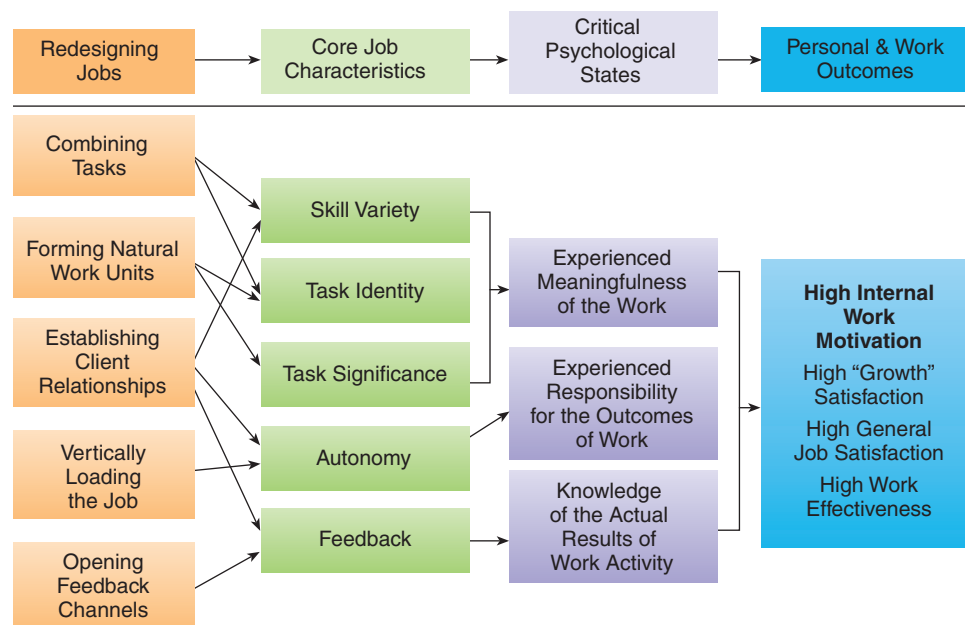 Redesigning
Jobs
Core Job
Characteristics
Critical
Psychological
States
Personal & Work
Outcomes
Combining
Tasks
Forming Natural
Work Units
Establishing
Client
Relationships
Vertically
Loading
the Job
Opening
Feedback
Channels
Skill Variety
Task Identity
Task Significance
Autonomy
Feedback
Experienced
Meaningfulness
of the Work
Experienced
Responsibility
for the Outcomes
of Work
Knowledge
of the Actual
Results of
Work Activity
High Internal
Work
Motivation
High “Growth”
Satisfaction
High General
Job Satisfaction
High Work
Effectiveness